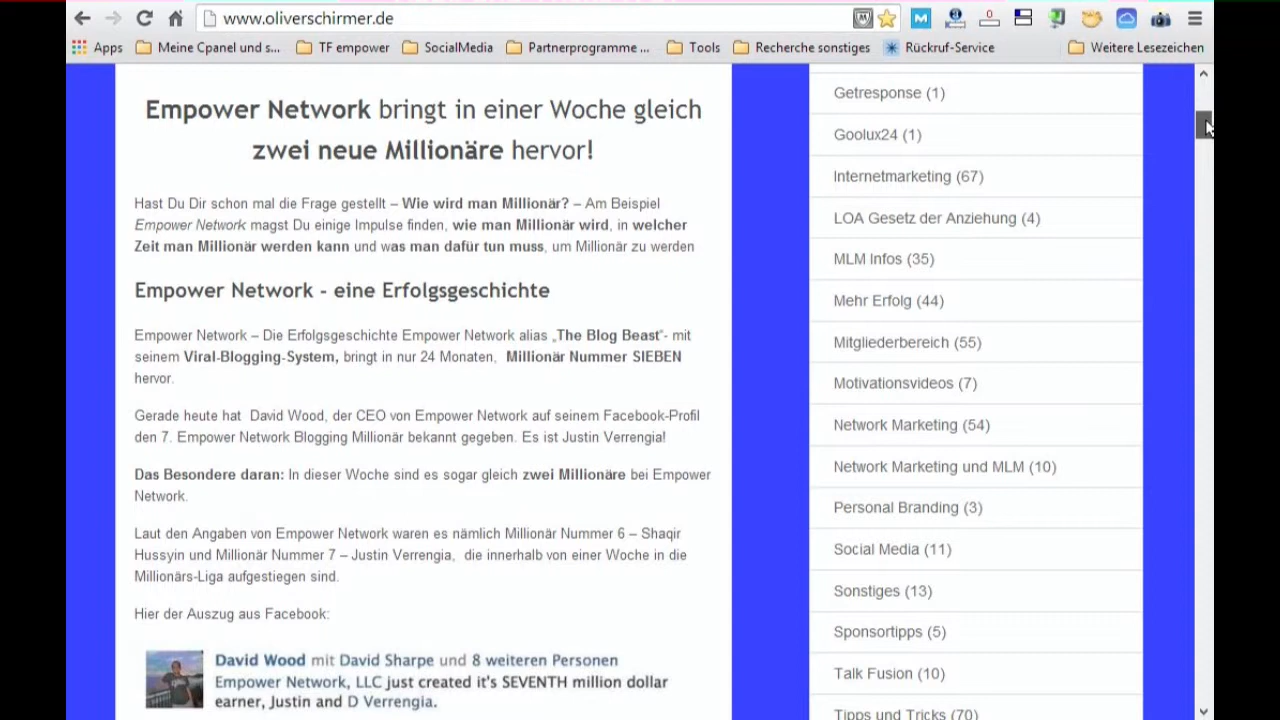 www.oliverschirmer.de
Apps Meine Cpanel und s... TF empower SocialMedia Partnerprogramme ... Tools Recherche sonstiges Rückruf-Service Weitere Lesezeichen
Empower Network bringt in einer Woche gleich
zwei neue Millionäre hervor!
Hast Du Dir schon mal die Frage gestellt – Wie wird man Millionär? – Am Beispiel
Empower Network magst Du einige Impulse finden, wie man Millionär wird, in welcher
Zeit man Millionär werden kann und was man dafür tun muss, um Millionär zu werden
Empower Network - eine Erfolgsgeschichte
Empower Network – Die Erfolgsgeschichte Empower Network alias „The Blog Beast“- mit
seinem Viral-Blogging-System, bringt in nur 24 Monaten, Millionär Nummer SIEBEN
hervor.
Gerade heute hat David Wood, der CEO von Empower Network auf seinem Facebook-Profil
den 7. Empower Network Blogging Millionär bekannt gegeben. Es ist Justin Verrengia!
Das Besondere daran: In dieser Woche sind es sogar gleich zwei Millionäre bei Empower
Network.
Laut den Angaben von Empower Network waren es nämlich Millionär Nummer 6 – Shaqir
Hussyin und Millionär Nummer 7 – Justin Verrengia, die innerhalb von einer Woche in die
Millionärs-Liga aufgestiegen sind.
Hier der Auszug aus Facebook:
David Wood mit David Sharpe und 8 weiteren Personen
Empower Network, LLC just created it's SEVENTH million dollar
earner, Justin and D Verrengia.
Getresponse (1)
Goolux24 (1)
Internetmarketing (67)
LOA Gesetz der Anziehung (4)
MLM Infos (35)
Mehr Erfolg (44)
Mitgliederbereich (55)
Motivationsvideos (7)
Network Marketing (54)
Network Marketing und MLM (10)
Personal Branding (3)
Social Media (11)
Sonstiges (13)
Sponsortipps (5)
Talk Fusion (10)
Tipps und Tricks (70)